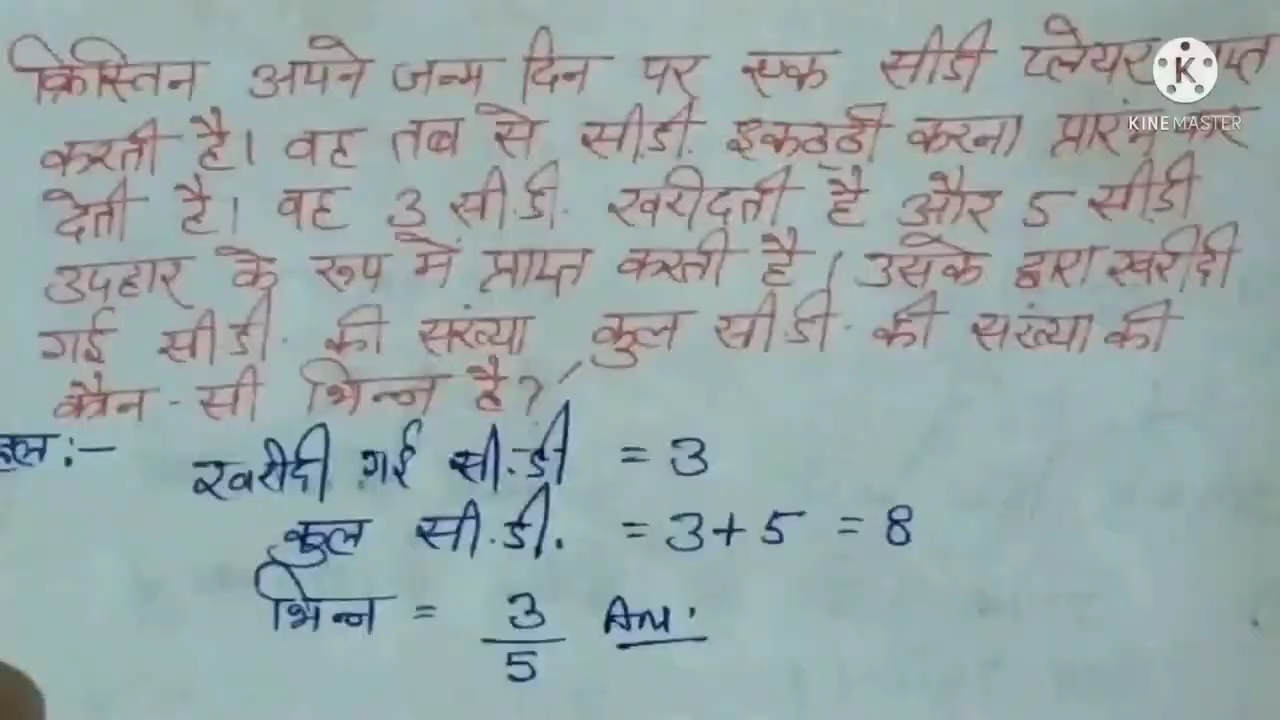 क्रिस्तिन अपने जन्म दिन पर एक सीडी प्लेयर
K
KINEMASTER
करती है। वह तब से सी.डी. इकठ्ठी करना प्रारंभ कर
देती है। वह 3 सी.डी. खरीदती है और 5 सीडी
उपहार के रूप में प्राप्त करती है। उसके द्वारा खरीदी
गई सी.डी. की संख्या, कुल सी.डी. की संख्या की
कौन-सी भिन्न है?
हल :-
खरीदी गई सी.डी = 3
कुल सी.डी. = 3+5 = 8
भिन्न = 3/5 Ans.